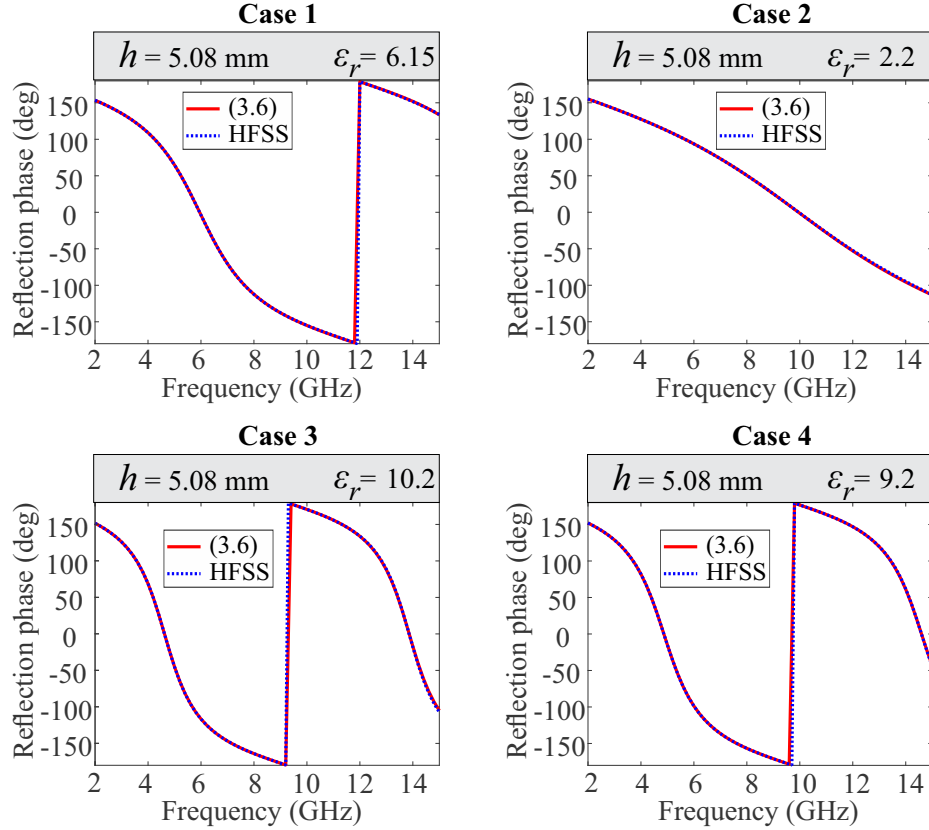 Case 1
h = 5.08 mm εr= 6.15
Reflection phase (deg)
150
100
50
0
-50
-100
-150
(3.6)
HFSS
2 4 6 8 10 12 14
Frequency (GHz)
Case 2
h = 5.08 mm εr= 2.2
Reflection phase (deg)
150
100
50
0
-50
-100
-150
(3.6)
HFSS
2 4 6 8 10 12 14
Frequency (GHz)
Case 3
h = 5.08 mm εr= 10.2
Reflection phase (deg)
150
100
50
0
-50
-100
-150
(3.6)
HFSS
2 4 6 8 10 12 14
Frequency (GHz)
Case 4
h = 5.08 mm εr= 9.2
Reflection phase (deg)
150
100
50
0
-50
-100
-150
(3.6)
HFSS
2 4 6 8 10 12 14
Frequency (GHz)